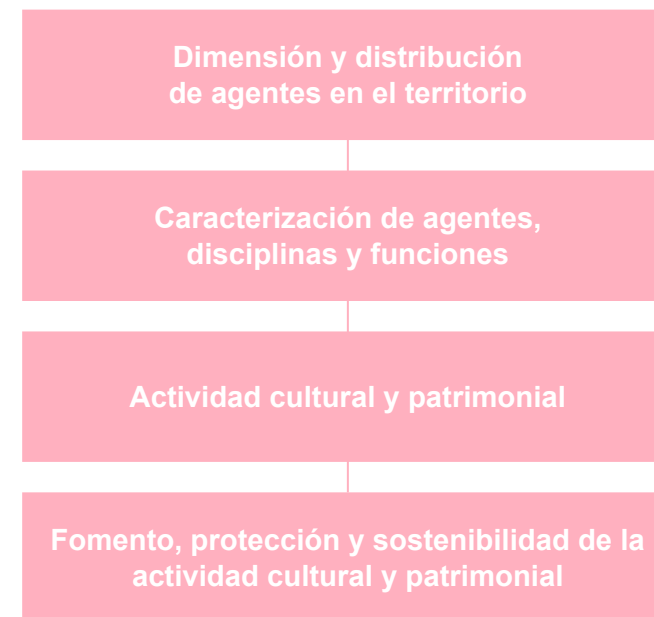 Dimensión y distribución
de agentes en el territorio
Caracterización de agentes,
disciplinas y funciones
Actividad cultural y patrimonial
Fomento, protección y sostenibilidad de la
actividad cultural y patrimonial